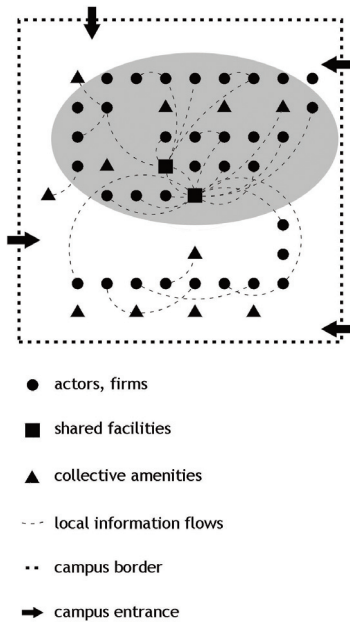 actors, firms
shared facilities
collective amenities
local information flows
campus border
campus entrance